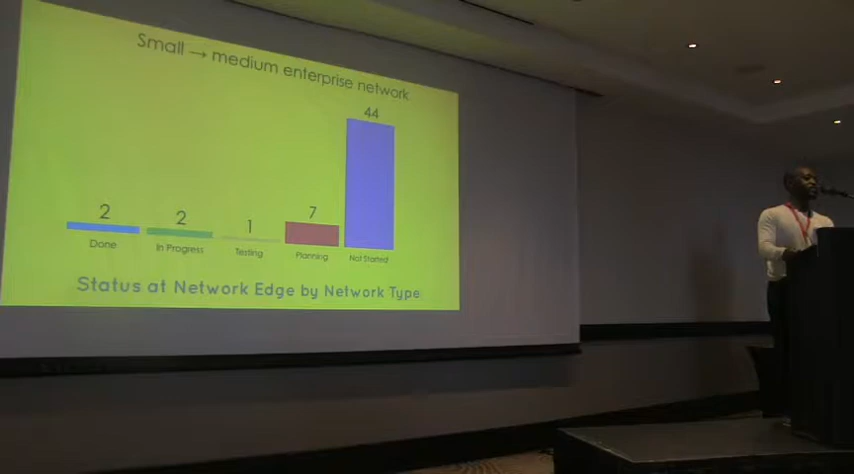 Small → medium enterprise network
44
2
2
1
7
Done
In Progress
Testing
Planning
Not Started
Status at Network Edge by Network Type